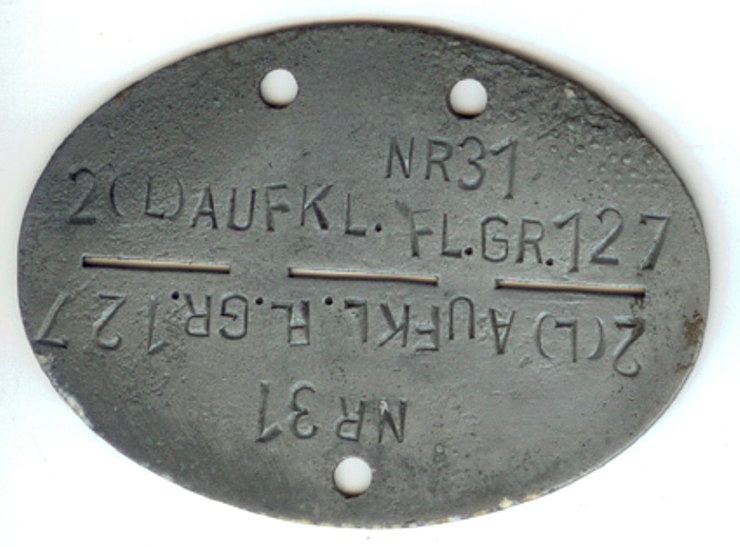 NR31
2(L)AUFKL. FL.GR.127
2(L)AUFKL.FL.GR.127
NR31